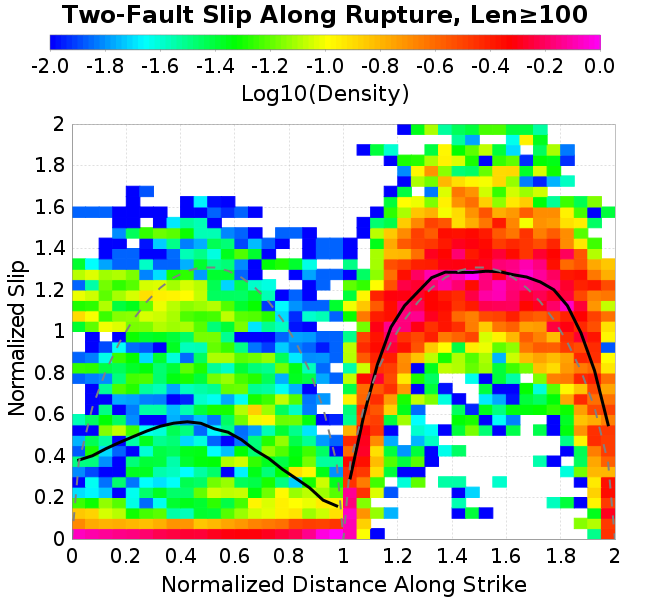 Two-Fault Slip Along Rupture, Len≥100
-2.0 -1.8 -1.6 -1.4 -1.2 -1.0 -0.8 -0.6 -0.4 -0.2 0.0
Log10(Density)
2
1.8
1.6
1.4
1.2
1
0.8
0.6
0.4
0.2
0
Normalized Slip
0 0.2 0.4 0.6 0.8 1 1.2 1.4 1.6 1.8 2
Normalized Distance Along Strike